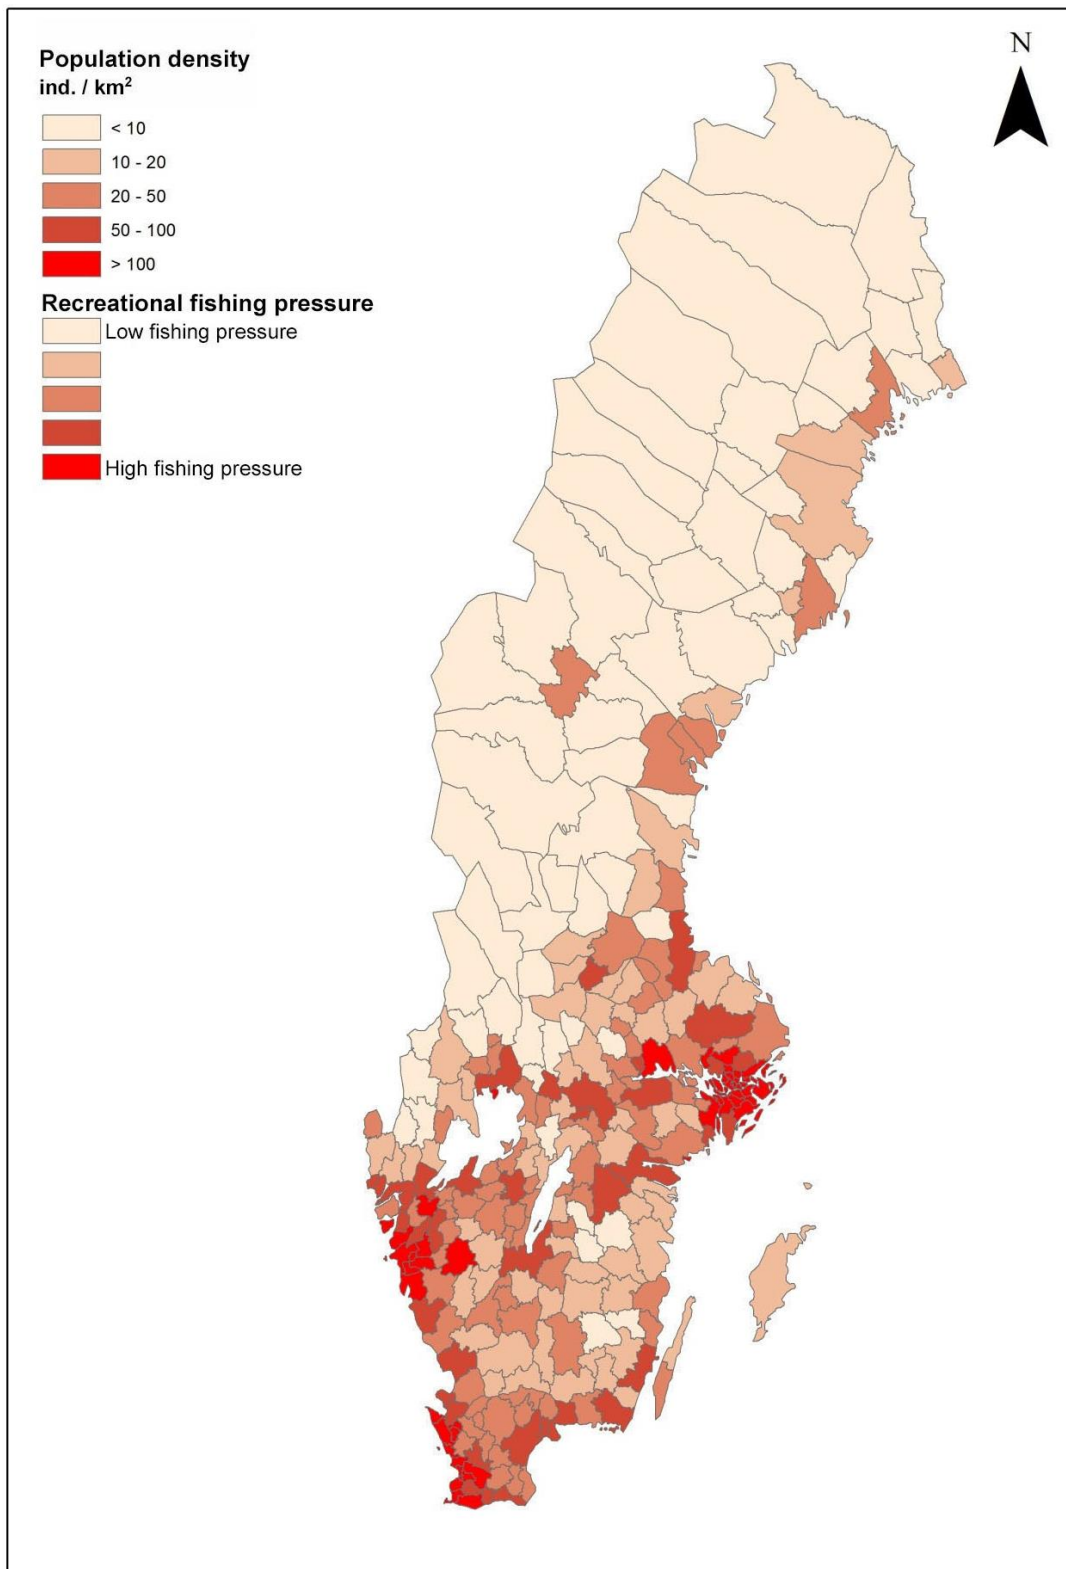 Population density
ind. / km²
< 10
10 - 20
20 - 50
50 - 100
> 100
Recreational fishing pressure
Low fishing pressure
High fishing pressure
N